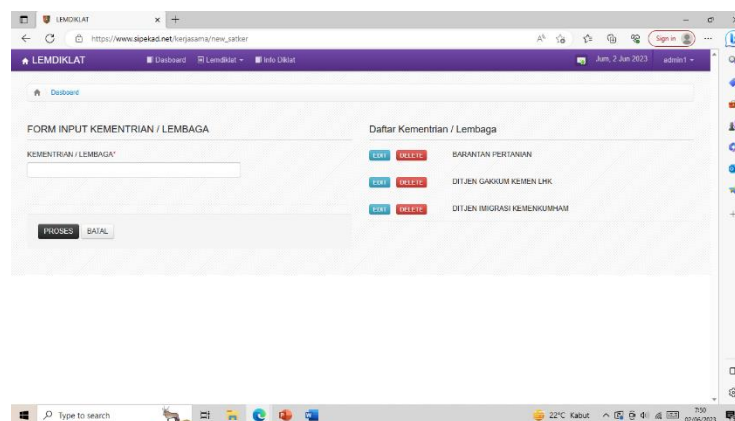 LEMDIKLAT
https://www.sipekad.net/kerjasama/new_satker
Sign in
LEMDIKLAT
Dasboard
Lemdiklat
Info Diklat
Jum, 2 Jun 2023
admin1
Dasboard
FORM INPUT KEMENTRIAN / LEMBAGA
KEMENTRIAN / LEMBAGA*
PROSES
BATAL
Daftar Kementrian / Lembaga
EDIT DELETE BARANTAN PERTANIAN
EDIT DELETE DITJEN GAKKUM KEMEN LHK
EDIT DELETE DITJEN IMIGRASI KEMENKUMHAM
Type to search
22°C Kabut
7:50
02/06/2023